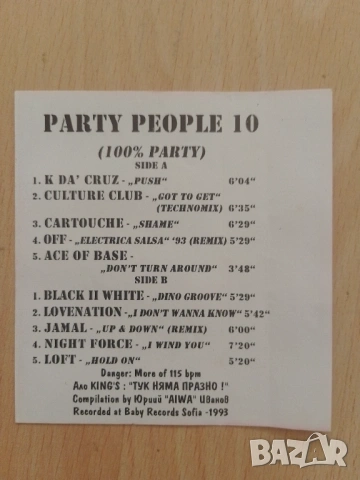 PARTY PEOPLE 10
(100% PARTY)
SIDE A
1. K DA' CRUZ - „PUSH“ 6'04“
2. CULTURE CLUB - „GOT TO GET“
(TECHNOMIX) 6'35“
3. CARTOUCHE - „SHAME“ 6'29“
4. OFF - „ELECTRICA SALSA“ '93 (REMIX) 5'29“
5. ACE OF BASE -
„DON'T TURN AROUND“ 3'48“
SIDE B
1. BLACK II WHITE - „DINO GROOVE“ 5'29“
2. LOVENATION - „I DON'T WANNA KNOW“ 5'42“
3. JAMAL - „UP & DOWN“ (REMIX) 6'00“
4. NIGHT FORCE - „I WIND YOU“ 7'20“
5. LOFT - „HOLD ON“ 5'20“
Danger: More of 115 bpm
Ало KING'S : "ТУК НЯМА ПРАЗНО !"
Compilation by Юрий "AIWA" Иванов
Recorded at Baby Records Sofia -1993
bazar